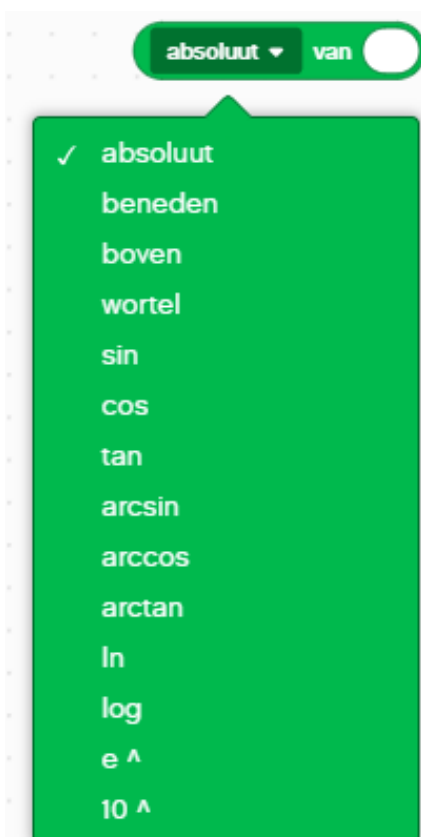 absoluut van
absoluut
beneden
boven
wortel
sin
cos
tan
arcsin
arccos
arctan
ln
log
e ^
10 ^